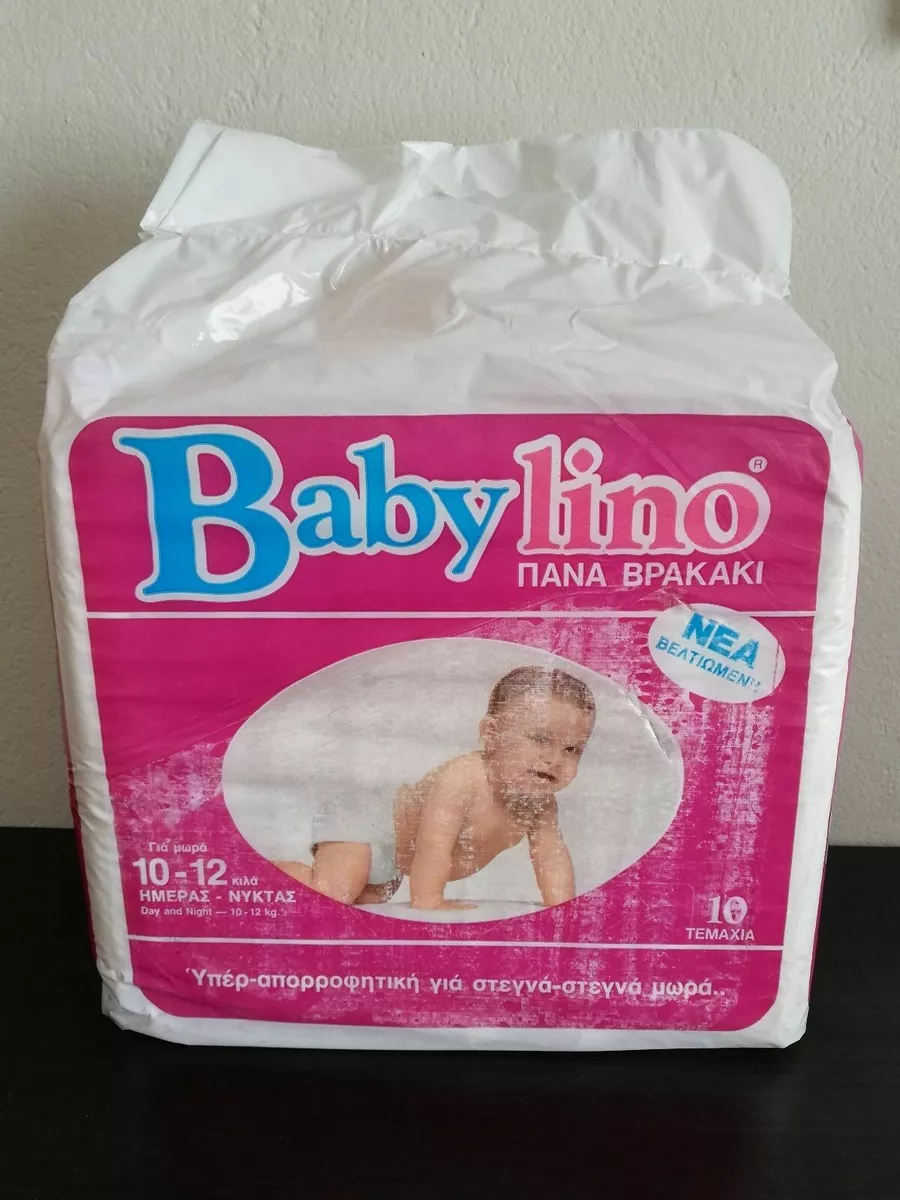 Babylino®
ΠΑΝΑ ΒΡΑΚΑΚΙ
ΝΕΑ
ΒΕΛΤΙΩΜΕΝΗ
Γιά μωρά
10-12 κιλά
ΗΜΕΡΑΣ - ΝΥΚΤΑΣ
Day and Night — 10-12 kg.
10
ΤΕΜΑΧΙΑ
Ὑπέρ-απορροφητική γιά στεγνά-στεγνά μωρά..